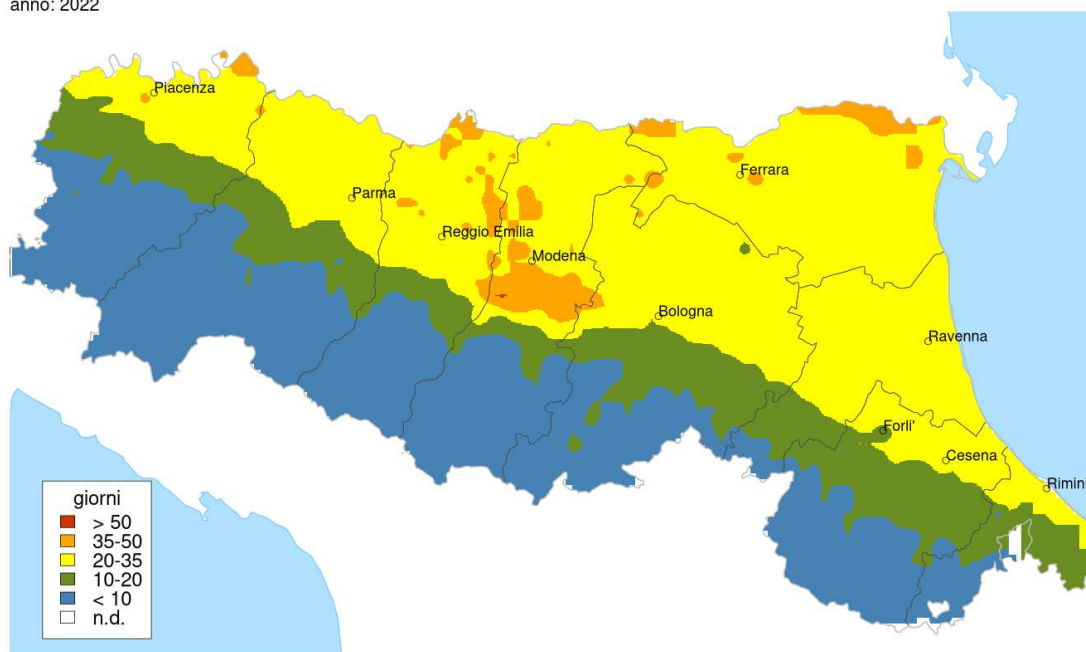 anno: 2022
Piacenza
Parma
Reggio Emilia
Modena
Ferrara
Bologna
Ravenna
Forli'
Cesena
Rimini
giorni
> 50
35-50
20-35
10-20
< 10
n.d.